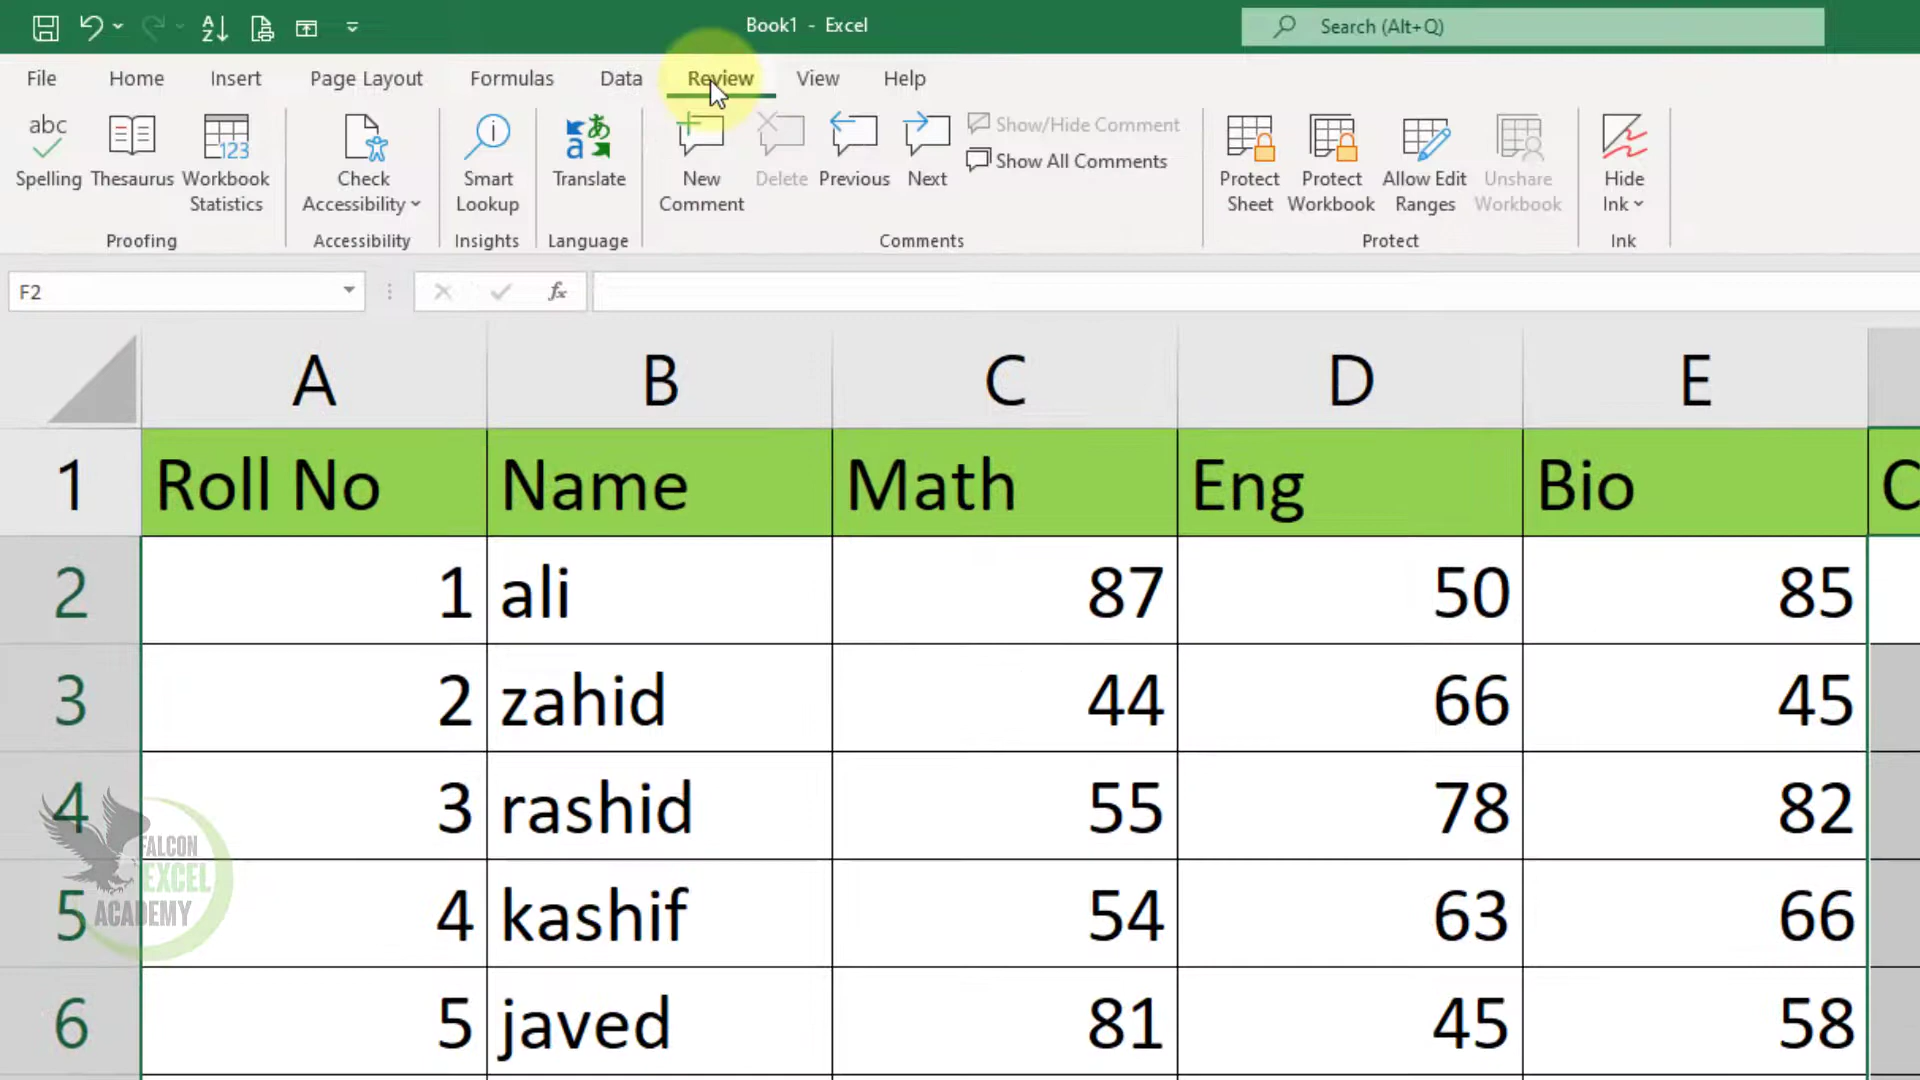 Book1 - Excel
Search (Alt+Q)
File Home Insert Page Layout Formulas Data Review View Help
abc
Spelling
Thesaurus
123
Workbook
Statistics
Check
Accessibility
Smart
Lookup
あ
a
Translate
New
Comment
Delete
Previous
Next
Show/Hide Comment
Show All Comments
Protect
Sheet
Protect
Workbook
Allow Edit
Ranges
Unshare
Workbook
Hide
Ink
Proofing Accessibility Insights Language Comments Protect Ink
F2 fx
A B C D E
1 Roll No Name Math Eng Bio C
2 1 ali 87 50 85
3 2 zahid 44 66 45
4 3 rashid 55 78 82
5 4 kashif 54 63 66
6 5 javed 81 45 58
FALCON
EXCEL
ACADEMY